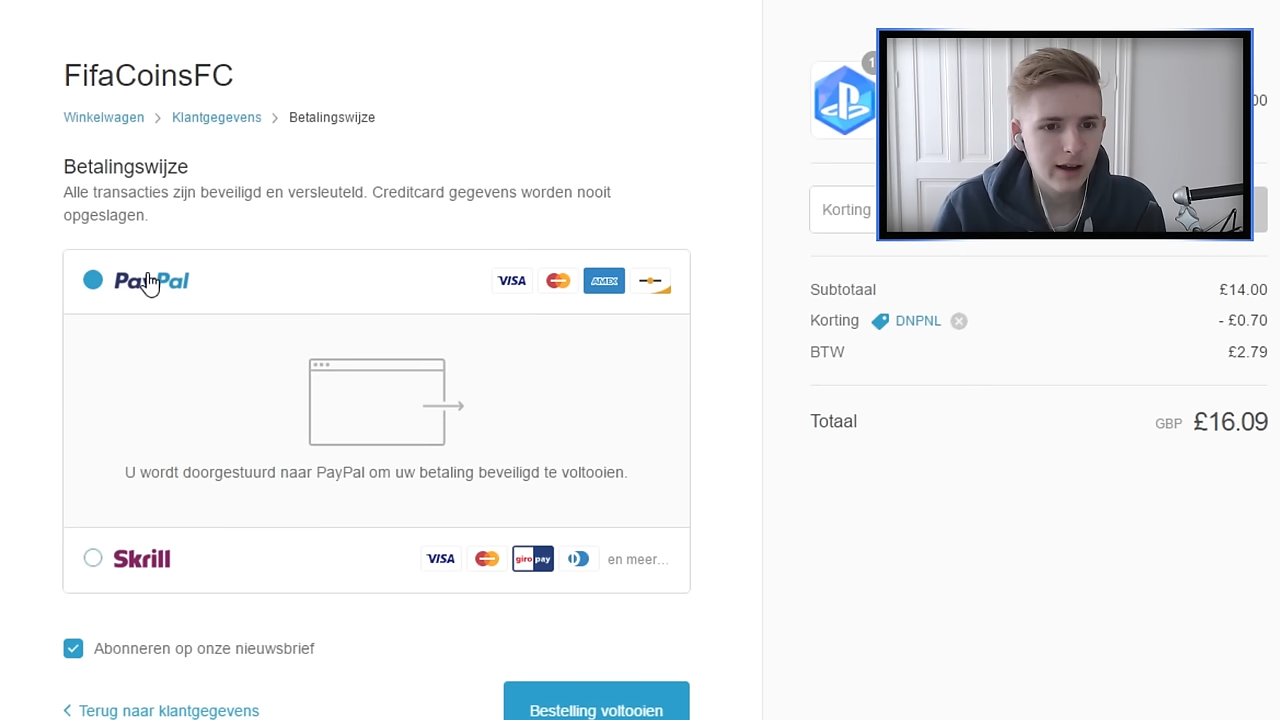 FifaCoinsFC
Winkelwagen > Klantgegevens > Betalingswijze
Betalingswijze
Alle transacties zijn beveiligd en versleuteld. Creditcard gegevens worden nooit
opgeslagen.
PayPal VISA AMEX
U wordt doorgestuurd naar PayPal om uw betaling beveiligd te voltooien.
Skrill VISA giro pay en meer...
Abonneren op onze nieuwsbrief
< Terug naar klantgegevens
Bestelling voltooien
1
00
Korting
Subtotaal £14.00
Korting DNPNL - £0.70
BTW £2.79
Totaal GBP £16.09